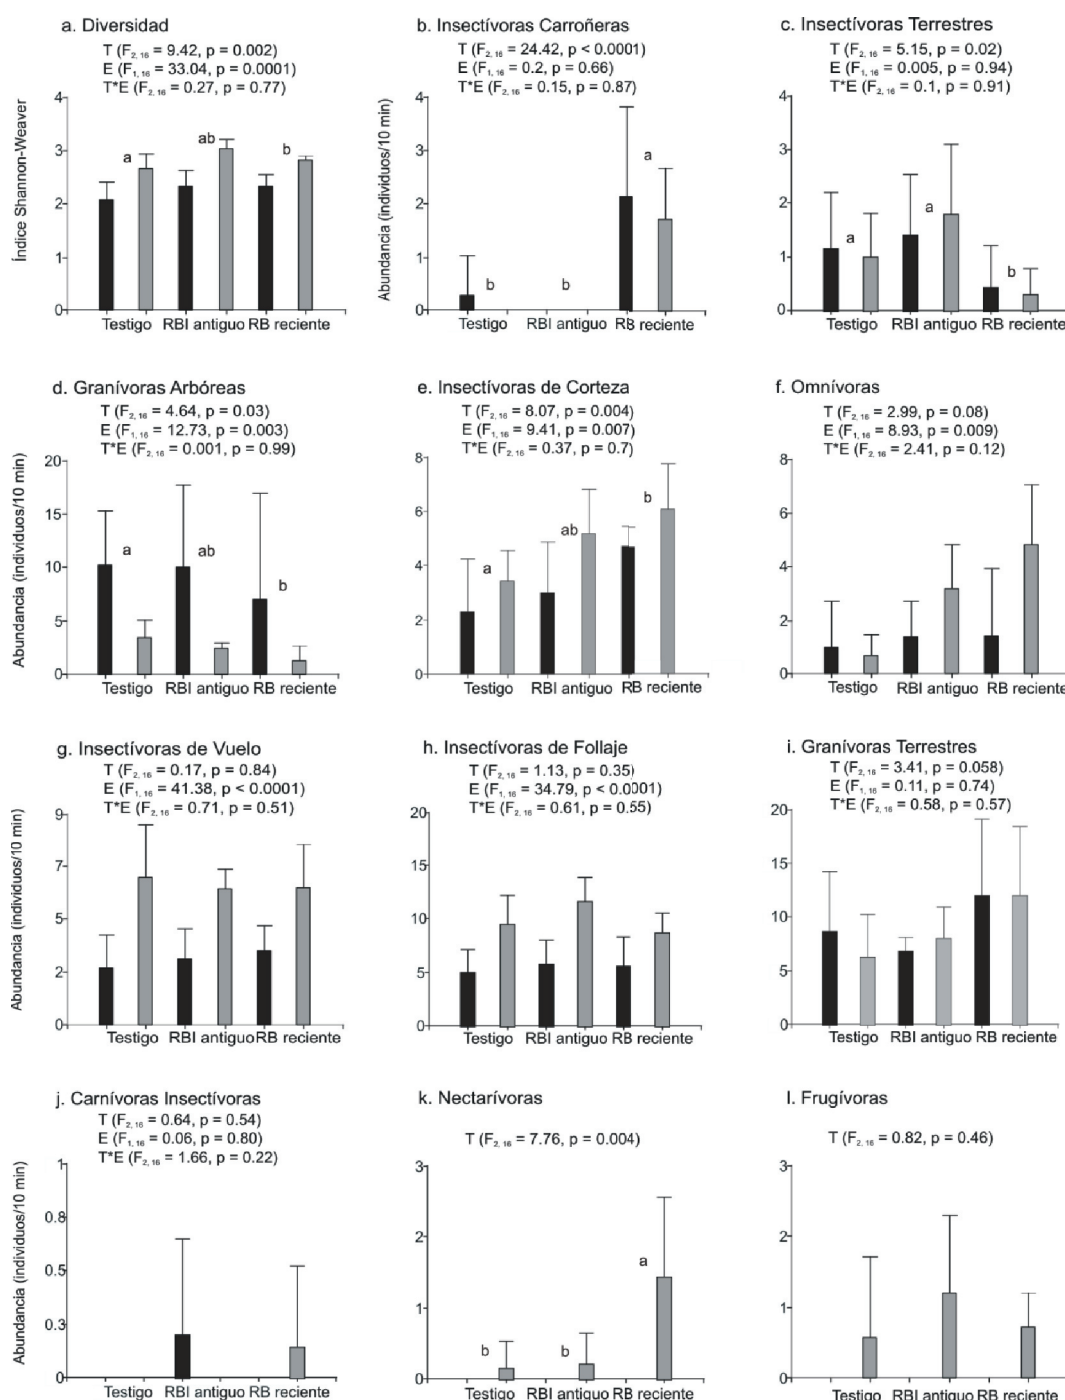 a. Diversidad
T (F2, 16 = 9.42, p = 0.002)
E (F1, 16 = 33.04, p = 0.0001)
T*E (F2, 16 = 0.27, p = 0.77)
Índice Shannon-Weaver
4
3
2
1
0
a
ab
b
Testigo RBI antiguo RB reciente
b. Insectívoras Carroñeras
T (F2, 16 = 24.42, p < 0.0001)
E (F1, 16 = 0.2, p = 0.66)
T*E (F2, 16 = 0.15, p = 0.87)
Abundancia (individuos/10 min)
4
3
2
1
0
b
b
a
Testigo RBI antiguo RB reciente
c. Insectívoras Terrestres
T (F2, 16 = 5.15, p = 0.02)
E (F1, 16 = 0.005, p = 0.94)
T*E (F2, 16 = 0.1, p = 0.91)
4
3
2
1
0
a
a
b
Testigo RBI antiguo RB reciente
d. Granívoras Arbóreas
T (F2, 16 = 4.64, p = 0.03)
E (F1, 16 = 12.73, p = 0.003)
T*E (F2, 16 = 0.001, p = 0.99)
Abundancia (individuos/10 min)
20
15
10
5
0
a
ab
b
Testigo RBI antiguo RB reciente
e. Insectívoras de Corteza
T (F2, 16 = 8.07, p = 0.004)
E (F1, 16 = 9.41, p = 0.007)
T*E (F2, 16 = 0.37, p = 0.7)
8
6
4
2
0
a
ab
b
Testigo RBI antiguo RB reciente
f. Omnívoras
T (F2, 16 = 2.99, p = 0.08)
E (F1, 16 = 8.93, p = 0.009)
T*E (F2, 16 = 2.41, p = 0.12)
8
6
4
2
0
Testigo RBI antiguo RB reciente
g. Insectívoras de Vuelo
T (F2, 16 = 0.17, p = 0.84)
E (F1, 16 = 41.38, p < 0.0001)
T*E (F2, 16 = 0.71, p = 0.51)
Abundancia (individuos/10 min)
9
7
5
2
0
Testigo RBI antiguo RB reciente
h. Insectívoras de Follaje
T (F2, 16 = 1.13, p = 0.35)
E (F1, 16 = 34.79, p < 0.0001)
T*E (F2, 16 = 0.61, p = 0.55)
20
15
10
5
0
Testigo RBI antiguo RB reciente
i. Granívoras Terrestres
T (F2, 16 = 3.41, p = 0.058)
E (F1, 16 = 0.11, p = 0.74)
T*E (F2, 16 = 0.58, p = 0.57)
20
15
10
5
0
Testigo RBI antiguo RB reciente
j. Carnívoras Insectívoras
T (F2, 16 = 0.64, p = 0.54)
E (F1, 16 = 0.06, p = 0.80)
T*E (F2, 16 = 1.66, p = 0.22)
Abundancia (individuos/10 min)
1
0.8
0.5
0.3
0
Testigo RBI antiguo RB reciente
k. Nectarívoras
T (F2, 16 = 7.76, p = 0.004)
3
2
1
0
b
b
a
Testigo RBI antiguo RB reciente
l. Frugívoras
T (F2, 16 = 0.82, p = 0.46)
3
2
1
0
Testigo RBI antiguo RB reciente